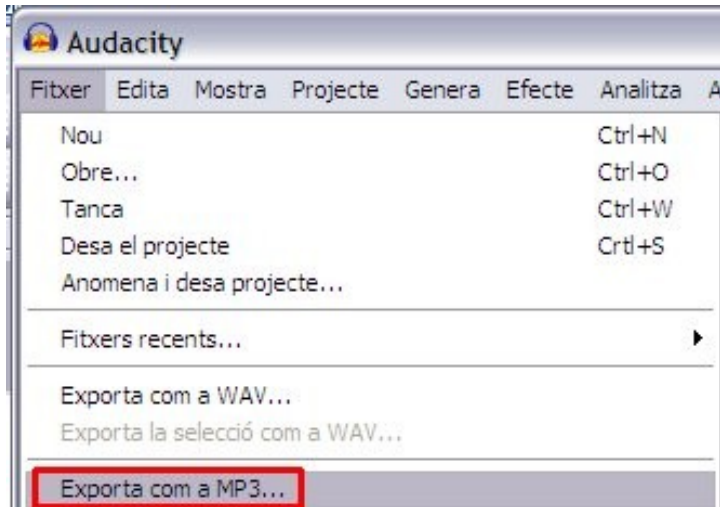 Audacity
Fitxer Edita Mostra Projecte Genera Efecte Analitza A
Nou Ctrl+N
Obre... Ctrl+O
Tanca Ctrl+W
Desa el projecte Crtl+S
Anomena i desa projecte...
Fitxers recents...
Exporta com a WAV...
Exporta la selecció com a WAV...
Exporta com a MP3...